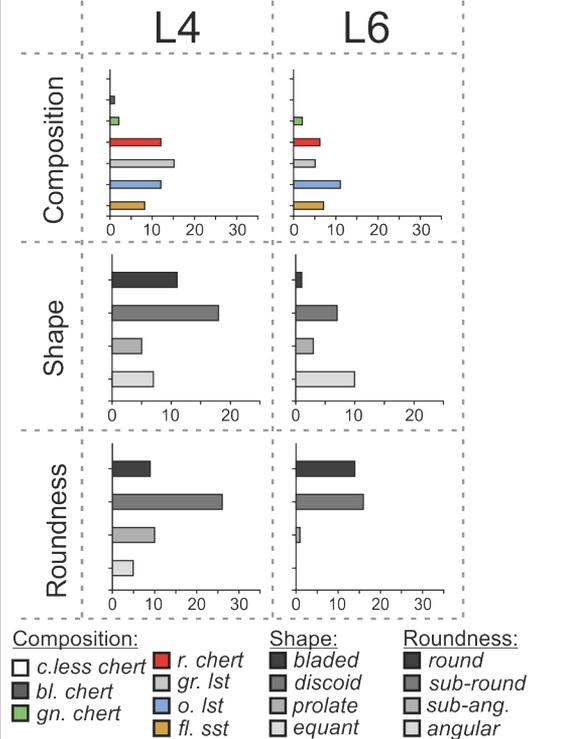 L4 L6
Composition
0 10 20 30 0 10 20 30
Shape
0 10 20 0 10 20
Roundness
0 10 20 30 0 10 20 30
Composition: Shape: Roundness:
c.less chert r. chert bladed round
bl. chert gr. lst discoid sub-round
gn. chert o. lst prolate sub-ang.
fl. sst equant angular